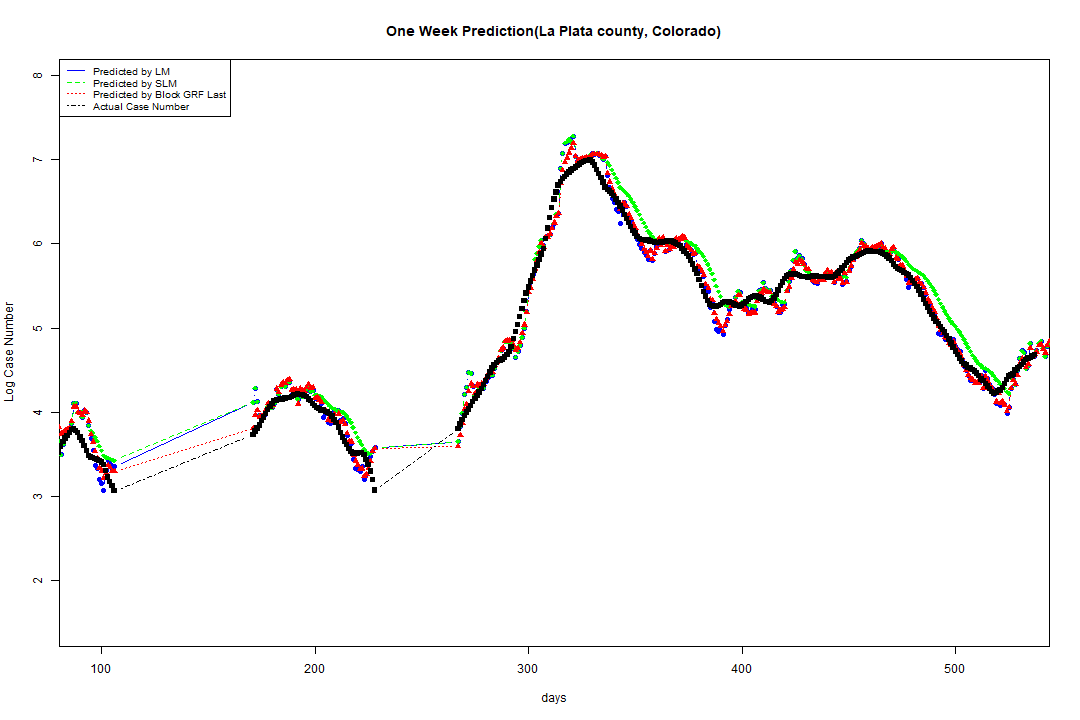 One Week Prediction(La Plata county, Colorado)
Predicted by LM
Predicted by SLM
Predicted by Block GRF Last
Actual Case Number
8
7
6
5
4
3
2
Log Case Number
100 200 300 400 500
days